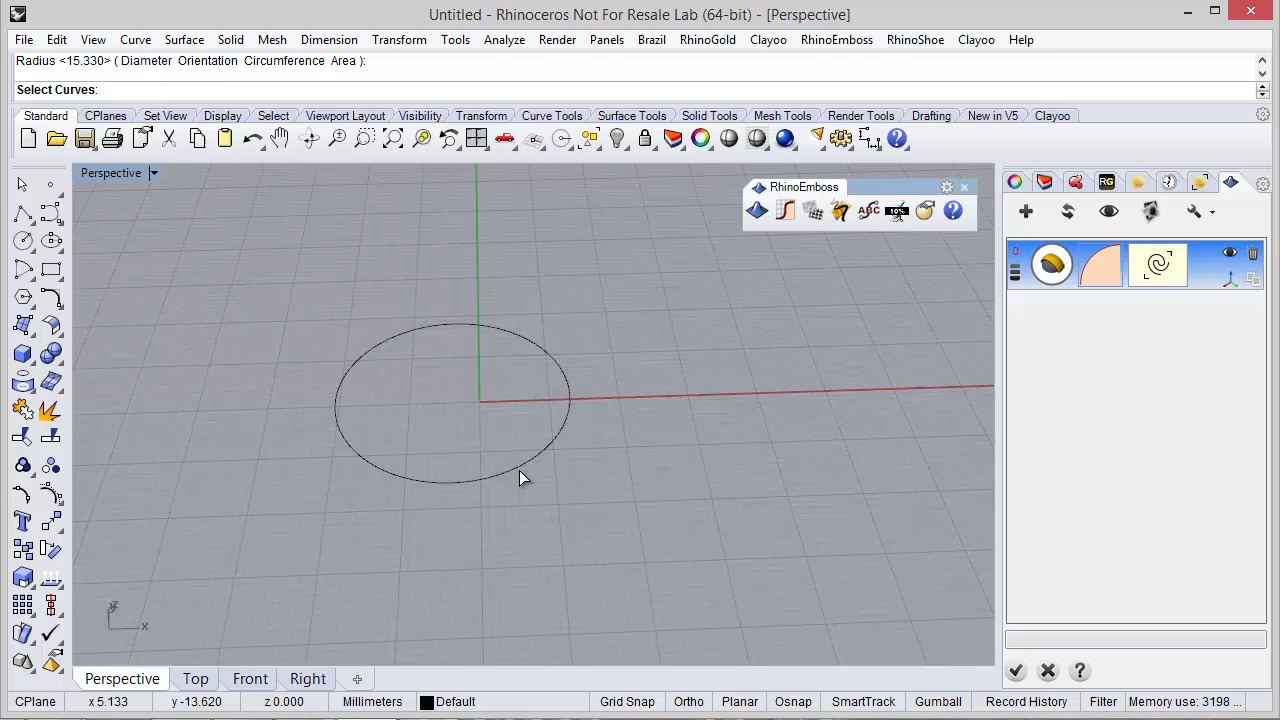 Untitled - Rhinoceros Not For Resale Lab (64-bit) - [Perspective]
File Edit View Curve Surface Solid Mesh Dimension Transform Tools Analyze Render Panels Brazil RhinoGold Clayoo RhinoEmboss RhinoShoe Clayoo Help
Radius <15.330> ( Diameter Orientation Circumference Area ):
Select Curves:
Standard CPlanes Set View Display Select Viewport Layout Visibility Transform Curve Tools Surface Tools Solid Tools Mesh Tools Render Tools Drafting New in V5 Clayoo
Perspective
RhinoEmboss
RG
ABC
10%
0
x
Perspective Top Front Right
CPlane x 5.133 y -13.620 z 0.000 Millimeters Default Grid Snap Ortho Planar Osnap SmartTrack Gumball Record History Filter Memory use: 3198 ...